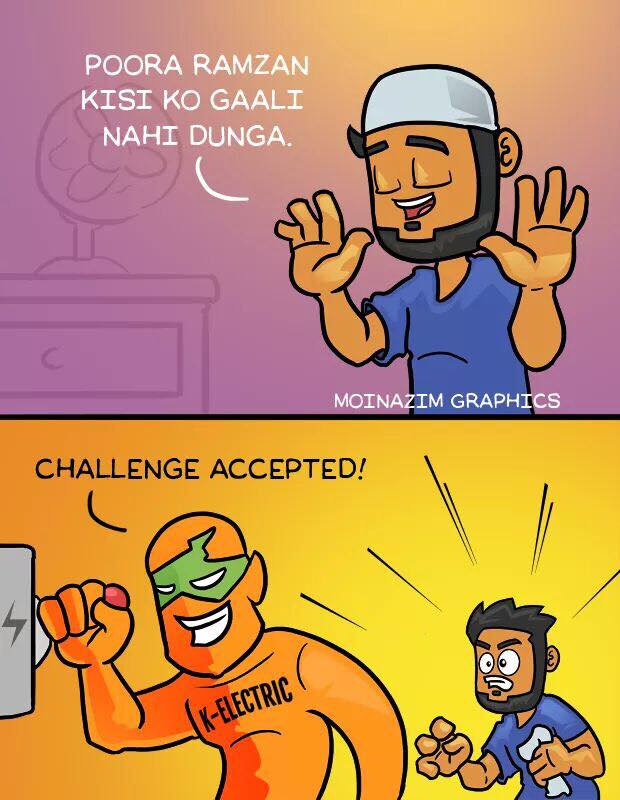 POORA RAMZAN
KISI KO GAALI
NAHI DUNGA.
MOINAZIM GRAPHICS
CHALLENGE ACCEPTED!
K-ELECTRIC